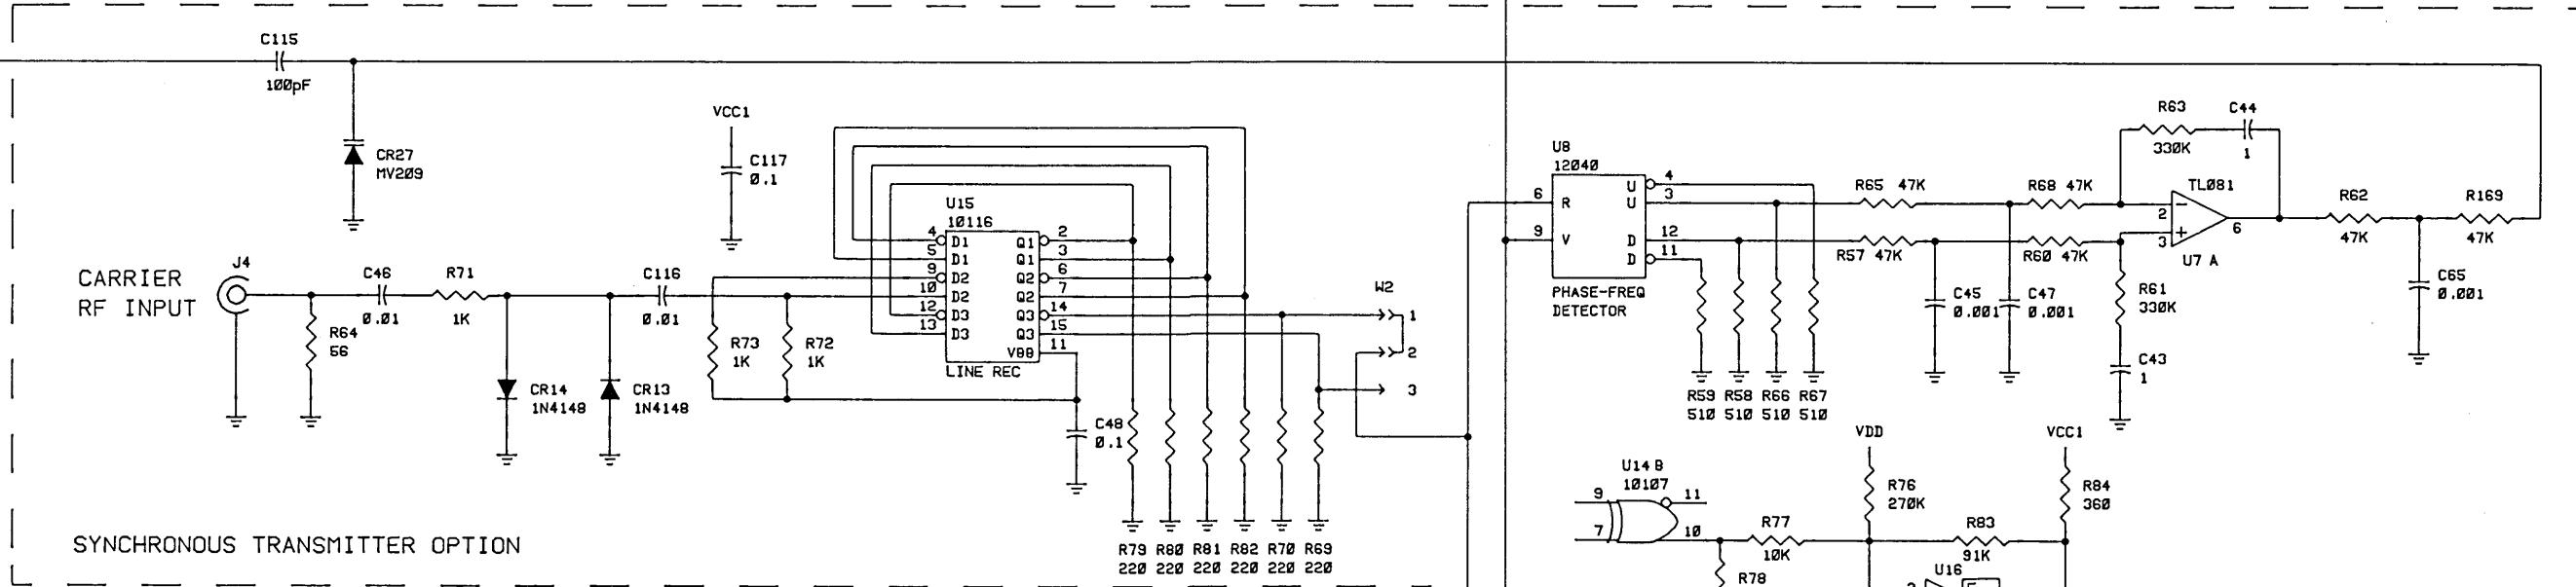 C115
100pF
CR27
MV209
VCC1
C117
0.1
U15
10116
4 D1 Q1 2
5 D1 Q1 3
9 D2 Q2 6
10 D2 Q2 7
12 D3 Q3 14
13 D3 Q3 15
VBB 11
LINE REC
CARRIER
RF INPUT
J4
C46
0.01
R71
1K
C116
0.01
R64
56
R73
1K
R72
1K
CR14
1N4148
CR13
1N4148
C48
0.1
W2
1
2
3
R79 R80 R81 R82 R70 R69
220 220 220 220 220 220
SYNCHRONOUS TRANSMITTER OPTION
U8
12040
6 R U 4
U 3
9 V D 12
D 11
PHASE-FREQ
DETECTOR
R59 R58 R66 R67
510 510 510 510
R65 47K
R57 47K
R68 47K
R60 47K
C45
0.001
C47
0.001
R63
330K
C44
1
TL081
2
3
6
U7 A
R61
330K
C43
1
R62
47K
R169
47K
C65
0.001
U14 B
10107
9
7
11
10
R77
10K
R78
VDD
R76
270K
R83
91K
VCC1
R84
360
U16